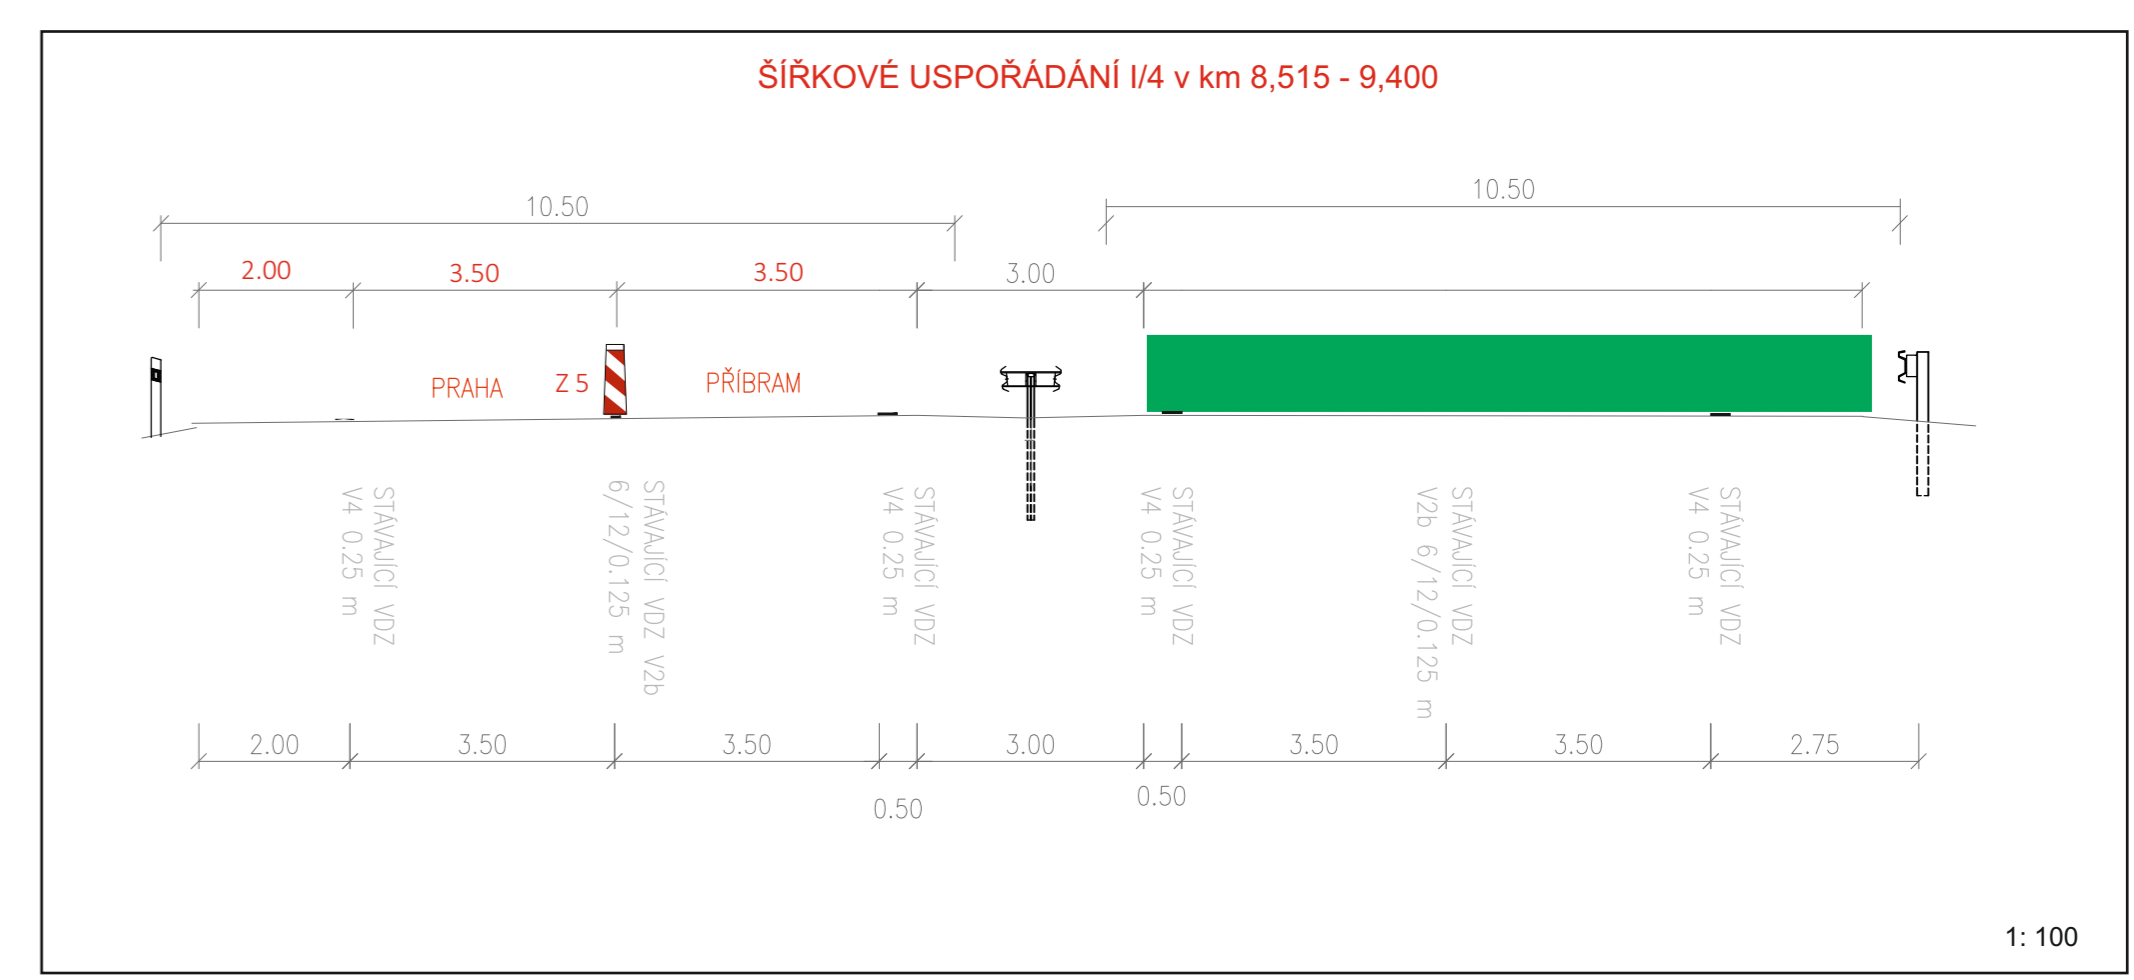 ŠÍŘKOVÉ USPOŘÁDÁNÍ I/4 v km 8,515 - 9,400
10.50
10.50
2.00
3.50
3.50
3.00
PRAHA
Z 5
PŘÍBRAM
STÁVAJÍCÍ VDZ
V4 0.25 m
STÁVAJÍCÍ VDZ V2b
6/12/0.125 m
STÁVAJÍCÍ VDZ
V4 0.25 m
STÁVAJÍCÍ VDZ
V4 0.25 m
STÁVAJÍCÍ VDZ
V2b 6/12/0.125 m
STÁVAJÍCÍ VDZ
V4 0.25 m
2.00
3.50
3.50
3.00
3.50
3.50
2.75
0.50
0.50
1: 100